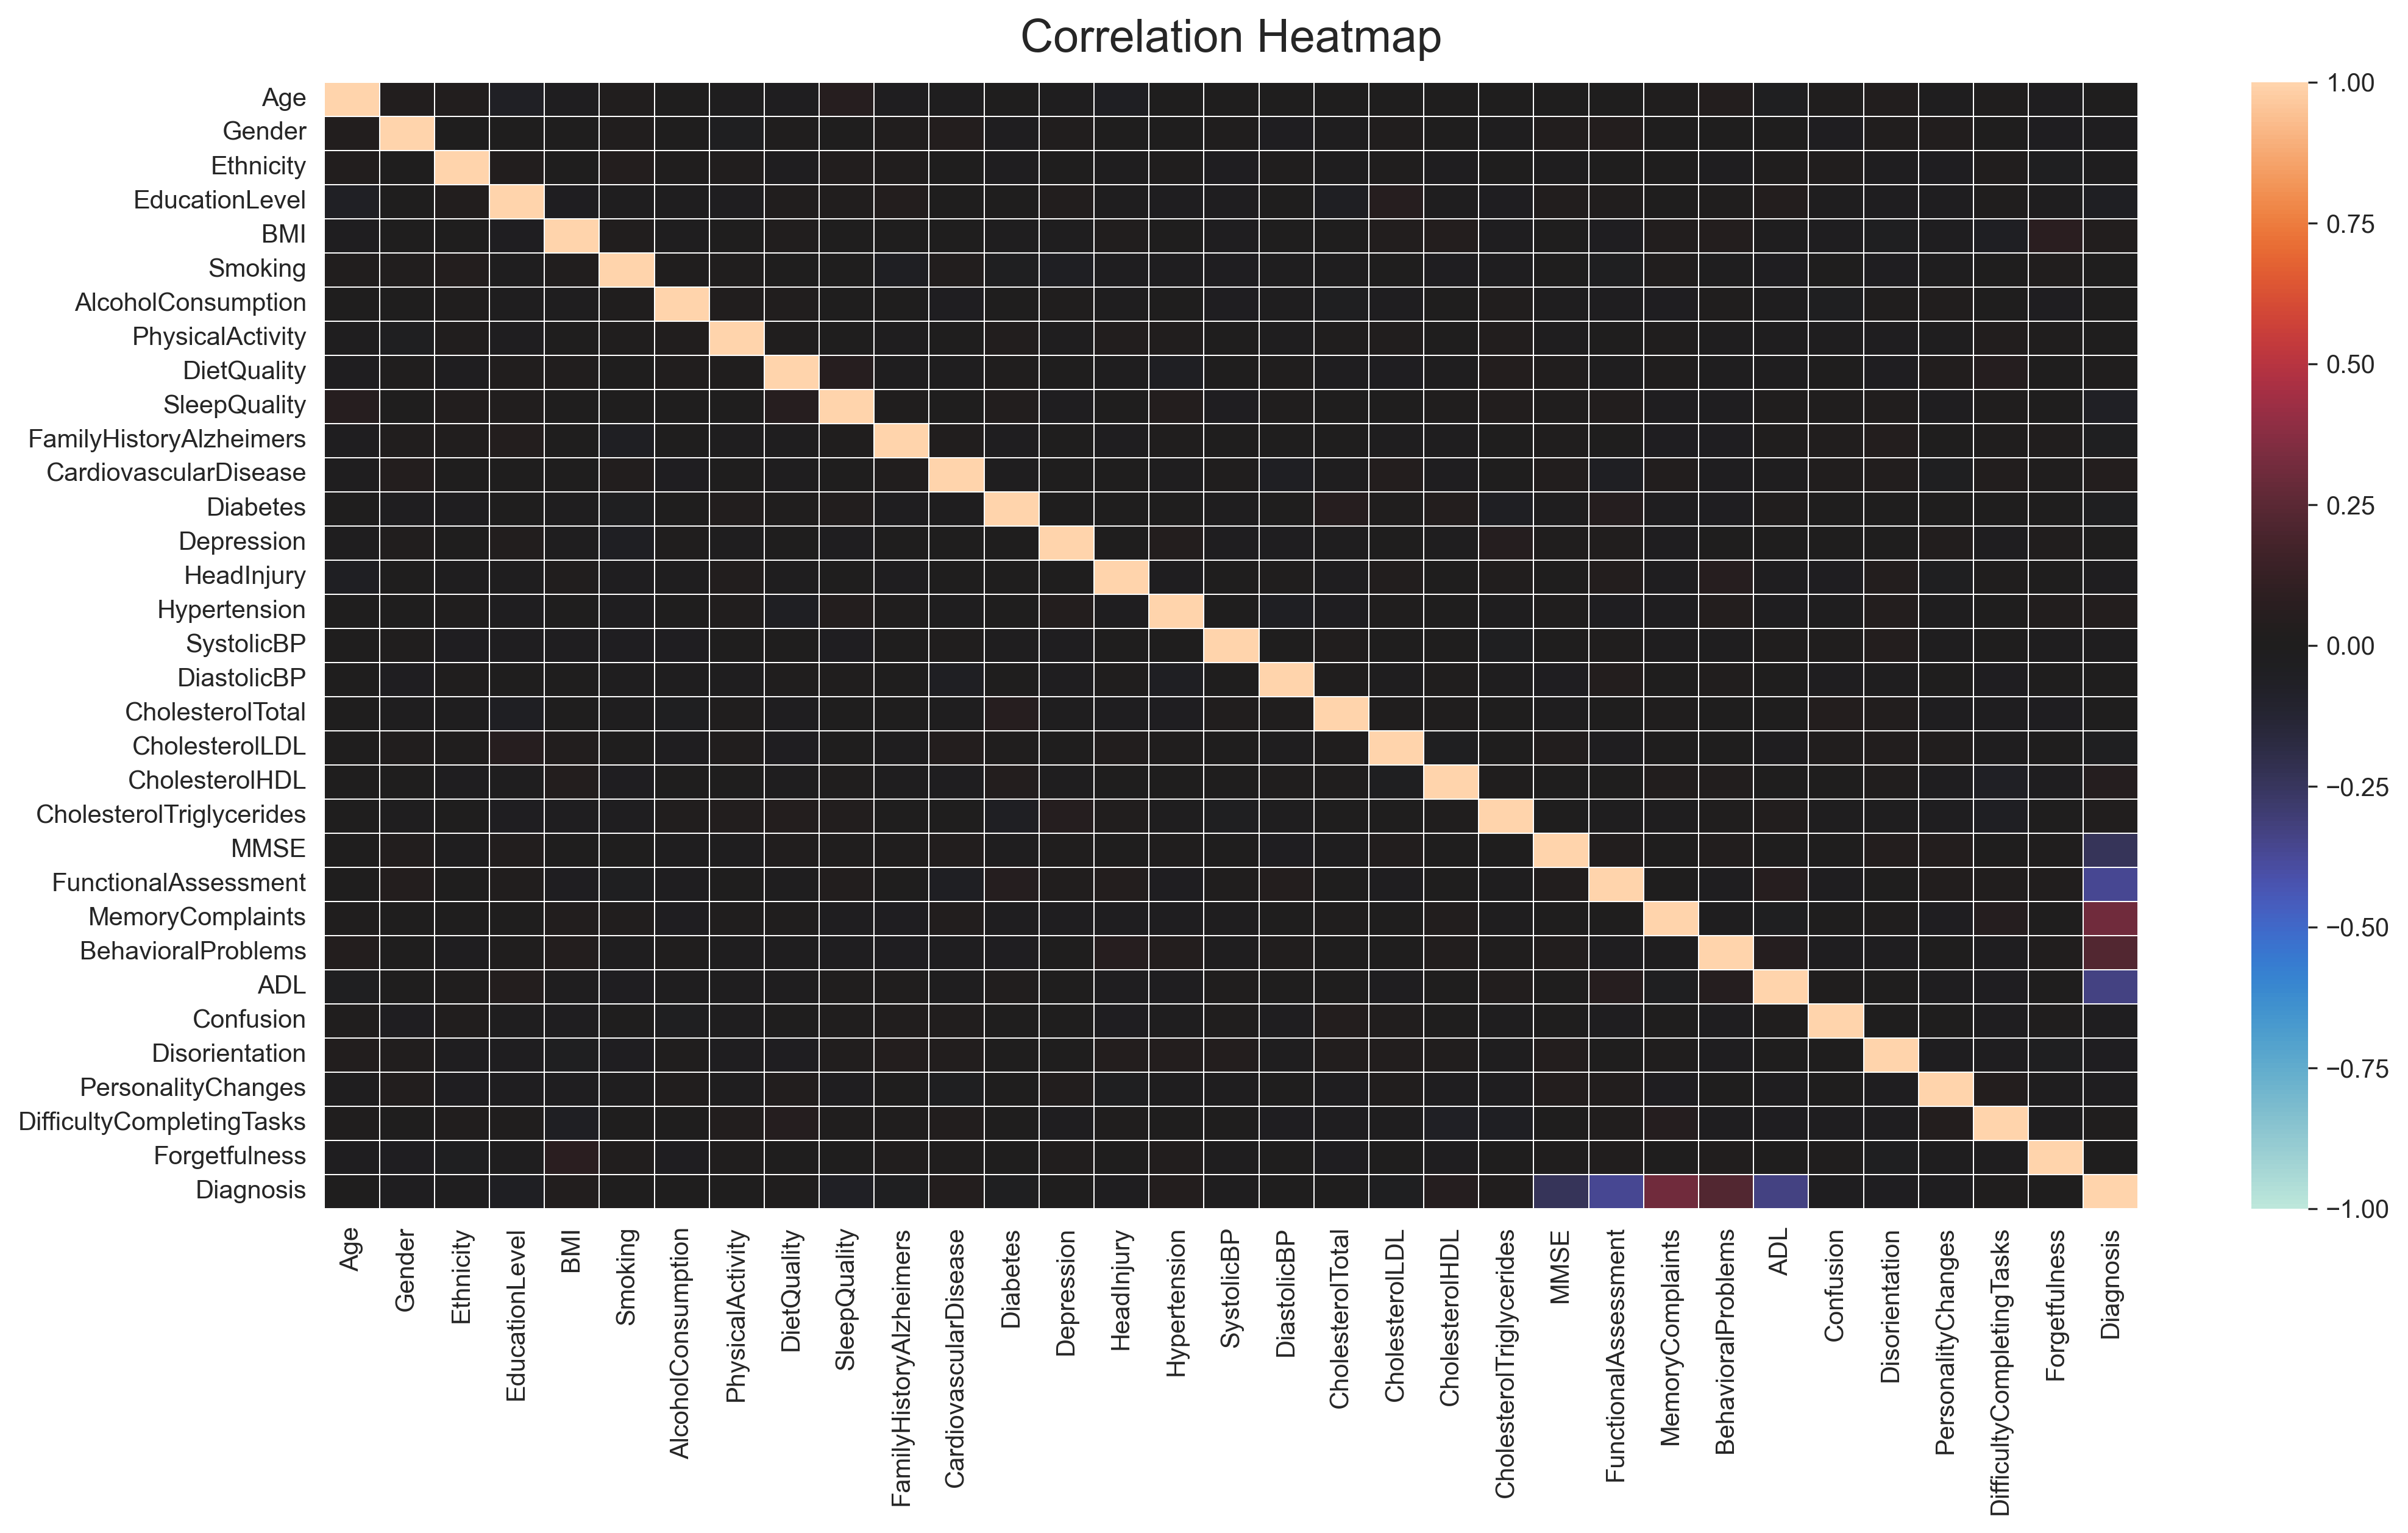 Correlation Heatmap
Age
Gender
Ethnicity
EducationLevel
BMI
Smoking
AlcoholConsumption
PhysicalActivity
DietQuality
SleepQuality
FamilyHistoryAlzheimers
CardiovascularDisease
Diabetes
Depression
HeadInjury
Hypertension
SystolicBP
DiastolicBP
CholesterolTotal
CholesterolLDL
CholesterolHDL
CholesterolTriglycerides
MMSE
FunctionalAssessment
MemoryComplaints
BehavioralProblems
ADL
Confusion
Disorientation
PersonalityChanges
DifficultyCompletingTasks
Forgetfulness
Diagnosis
Age
Gender
Ethnicity
EducationLevel
BMI
Smoking
AlcoholConsumption
PhysicalActivity
DietQuality
SleepQuality
FamilyHistoryAlzheimers
CardiovascularDisease
Diabetes
Depression
HeadInjury
Hypertension
SystolicBP
DiastolicBP
CholesterolTotal
CholesterolLDL
CholesterolHDL
CholesterolTriglycerides
MMSE
FunctionalAssessment
MemoryComplaints
BehavioralProblems
ADL
Confusion
Disorientation
PersonalityChanges
DifficultyCompletingTasks
Forgetfulness
Diagnosis
1.00
0.75
0.50
0.25
0.00
−0.25
−0.50
−0.75
−1.00